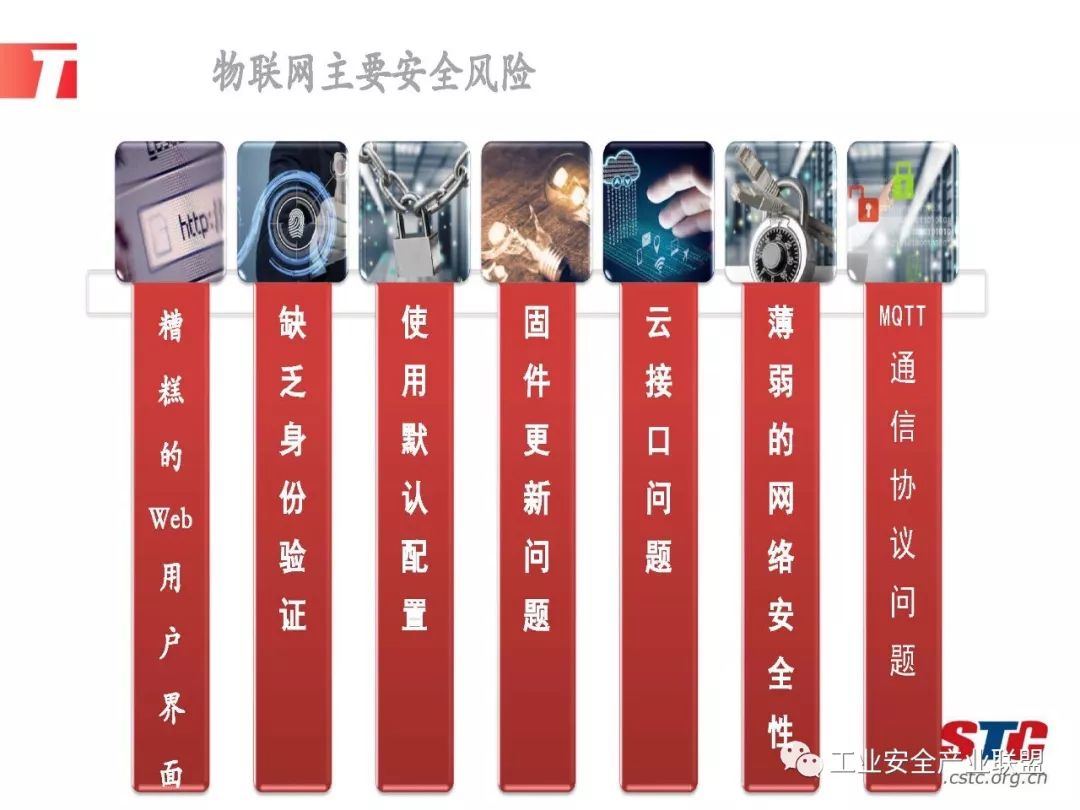 物联网主要安全风险
http://
糟糕的Web用户界面
缺乏身份验证
使用默认配置
固件更新问题
云接口问题
薄弱的网络安全性
MQTT通信协议问题
STC
工业安全产业联盟
.cstc.org.cn